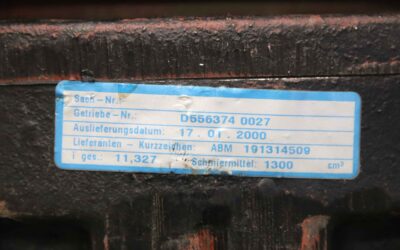 Sach-Nr.:
Getriebe-Nr.: D556374 0027
Auslieferungsdatum: 17.01.2000
Lieferanten - Kurzzeichen: ABM 191314509
i ges.: 11,327 Schmiermittel: 1300 cm³